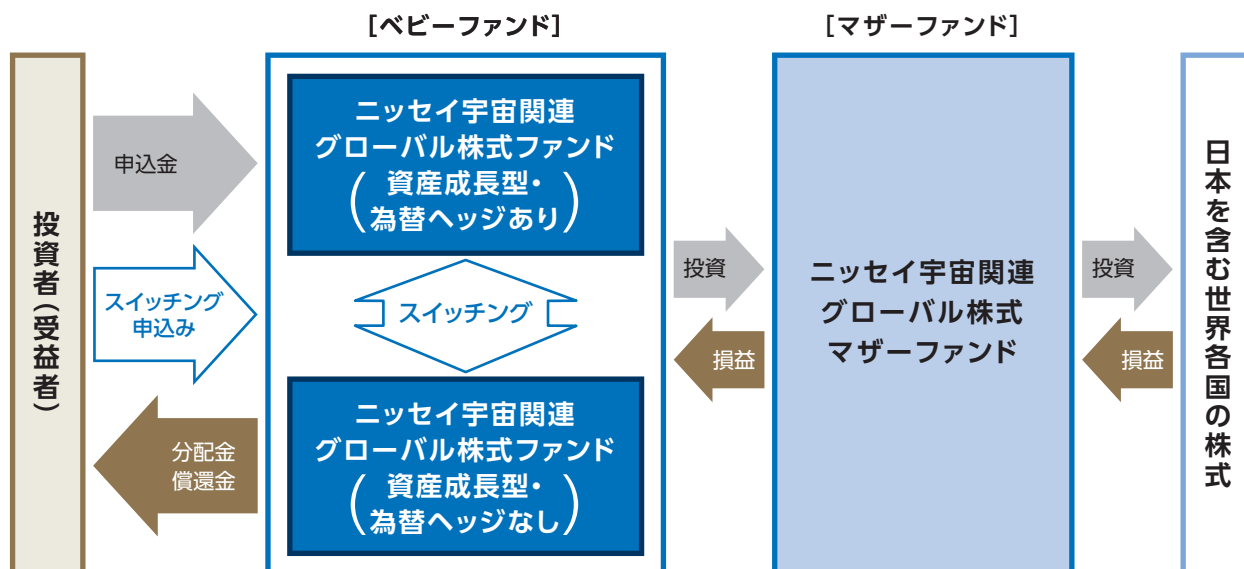 [ベビーファンド]
[マザーファンド]
投資者（受益者）
申込金
スイッチング
申込み
分配金
償還金
ニッセイ宇宙関連
グローバル株式ファンド
（資産成長型・
為替ヘッジあり）
スイッチング
ニッセイ宇宙関連
グローバル株式ファンド
（資産成長型・
為替ヘッジなし）
投資
損益
ニッセイ宇宙関連
グローバル株式
マザーファンド
投資
損益
日本を含む世界各国の株式